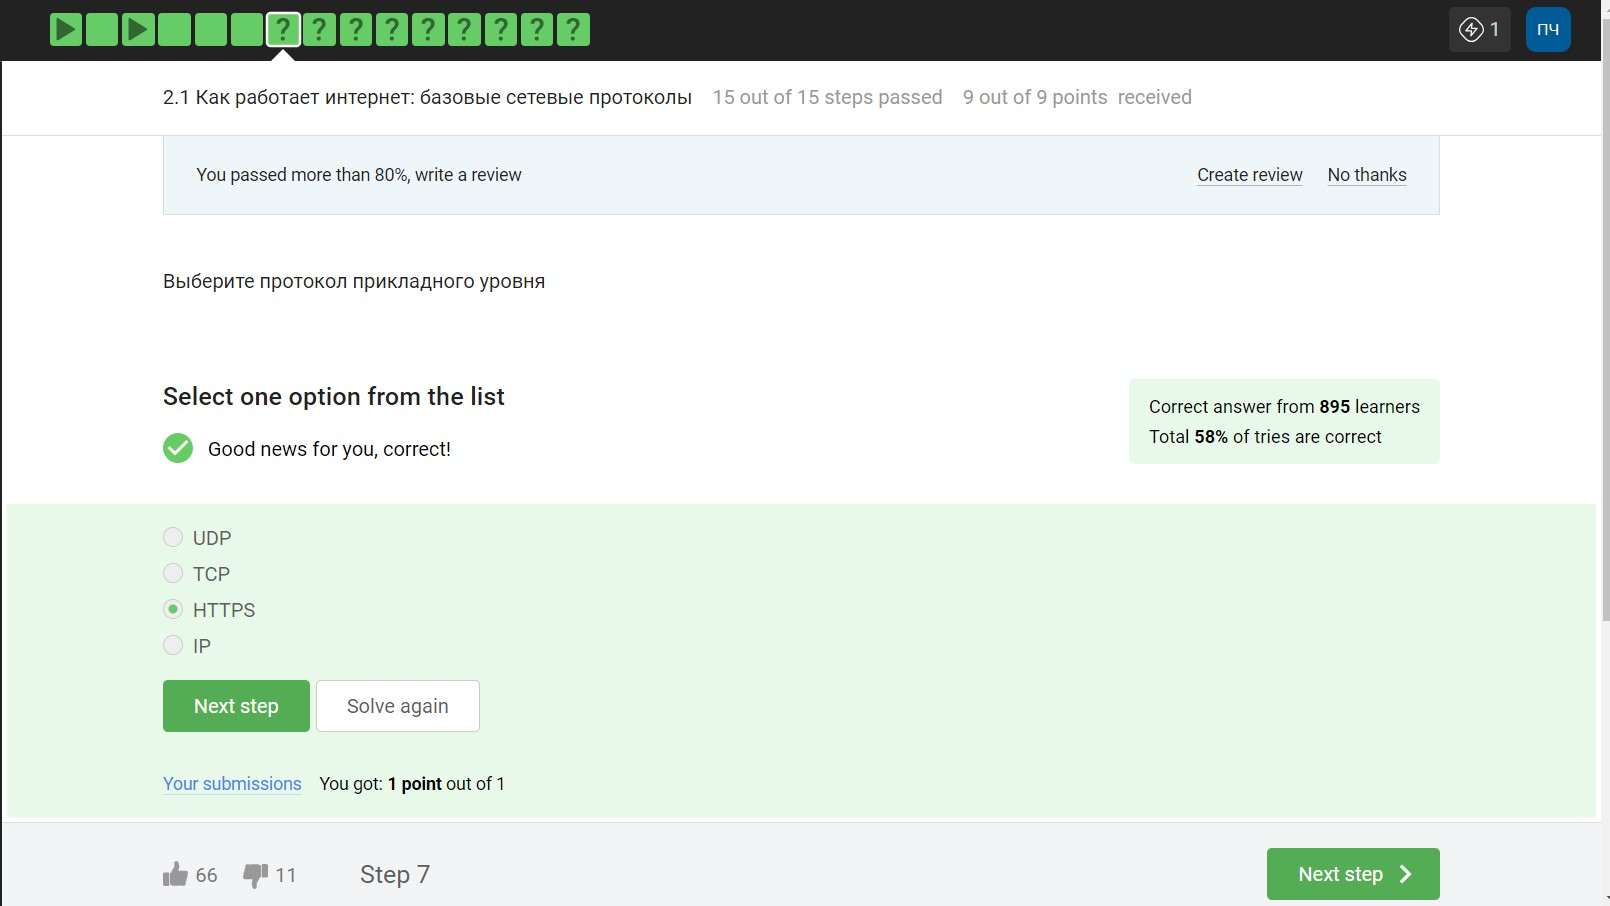 ? ? ? ? ? ? ? ? ?
1
ПЧ
2.1 Как работает интернет: базовые сетевые протоколы 15 out of 15 steps passed 9 out of 9 points received
You passed more than 80%, write a review Create review No thanks
Выберите протокол прикладного уровня
Select one option from the list
Good news for you, correct!
Correct answer from 895 learners
Total 58% of tries are correct
UDP
TCP
HTTPS
IP
Next step Solve again
Your submissions You got: 1 point out of 1
66 11 Step 7 Next step